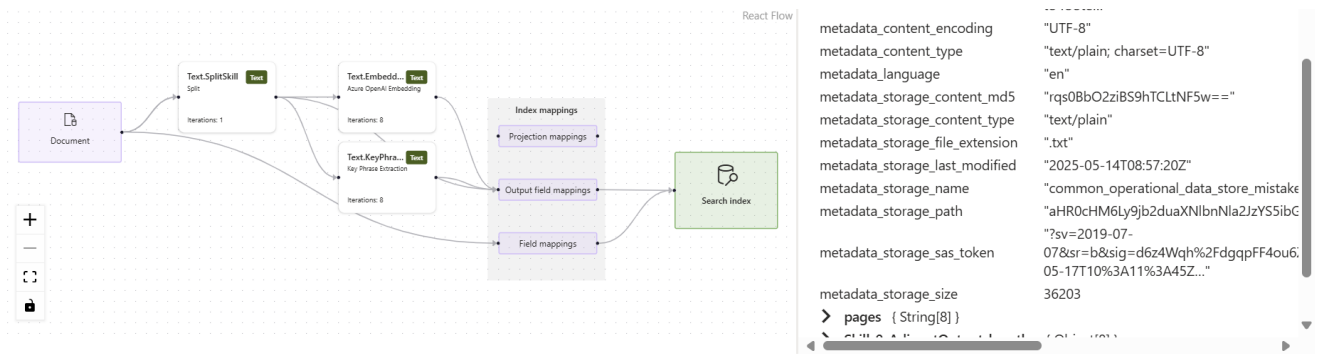 React Flow
Text.SplitSkill Text
Split
Iterations: 1
Text.Embedd... Text
Azure OpenAI Embedding
Iterations: 8
Document
Text.KeyPhra... Text
Key Phrase Extraction
Iterations: 8
Index mappings
Projection mappings
Output field mappings
Field mappings
Search index
metadata_content_encoding "UTF-8"
metadata_content_type "text/plain; charset=UTF-8"
metadata_language "en"
metadata_storage_content_md5 "rqs0BbO2ziBS9hTCLtNF5w=="
metadata_storage_content_type "text/plain"
metadata_storage_file_extension ".txt"
metadata_storage_last_modified "2025-05-14T08:57:20Z"
metadata_storage_name "common_operational_data_store_mistake
metadata_storage_path "aHR0cHM6Ly9jb2duaXNlbnNla2JzYS5ibG
"?sv=2019-07-
metadata_storage_sas_token 07&sr=b&sig=d6z4Wqh%2FdgqpFF4ou6
05-17T10%3A11%3A45Z..."
metadata_storage_size 36203
pages { String[8] }